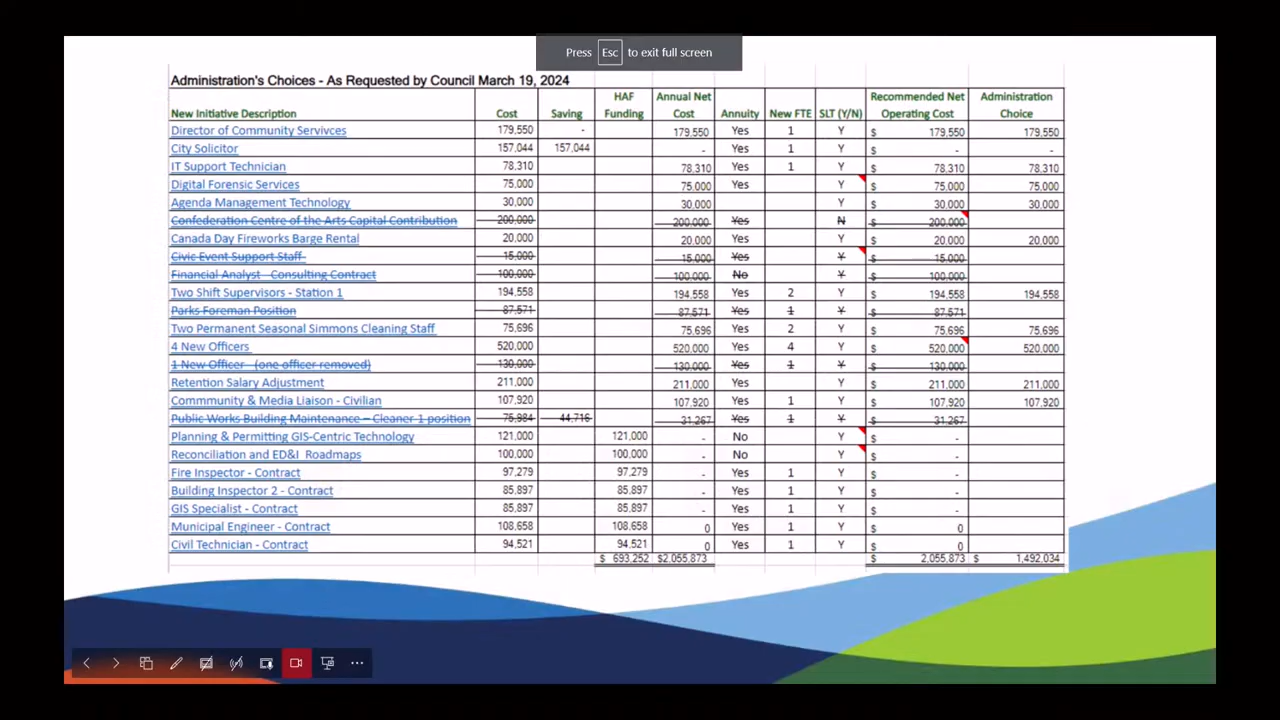 Press Esc to exit full screen
Administration's Choices - As Requested by Council March 19, 2024
New Initiative Description Cost Saving HAF Funding Annual Net Cost Annuity New FTE SLT (Y/N) Recommended Net Operating Cost Administration Choice
Director of Community Servivces 179,550 - 179,550 Yes 1 Y $ 179,550 179,550
City Solicitor 157,044 157,044 - Yes 1 Y $ - -
IT Support Technician 78,310 78,310 Yes 1 Y $ 78,310 78,310
Digital Forensic Services 75,000 75,000 Yes Y $ 75,000 75,000
Agenda Management Technology 30,000 30,000 Y $ 30,000 30,000
Confederation Centre of the Arts Capital Contribution 200,000 200,000 Yes N $ 200,000
Canada Day Fireworks Barge Rental 20,000 20,000 Yes Y $ 20,000 20,000
Civic Event Support Staff 15,000 15,000 Yes Y $ 15,000
Financial Analyst - Consulting Contract 100,000 100,000 No Y $ 100,000
Two Shift Supervisors - Station 1 194,558 194,558 Yes 2 Y $ 194,558 194,558
Parks Foreman Position 87,571 87,571 Yes 1 Y $ 87,571
Two Permanent Seasonal Simmons Cleaning Staff 75,696 75,696 Yes 2 Y $ 75,696 75,696
4 New Officers 520,000 520,000 Yes 4 Y $ 520,000 520,000
1 New Officer - (one officer removed) 130,000 130,000 Yes 1 Y $ 130,000
Retention Salary Adjustment 211,000 211,000 Yes Y $ 211,000 211,000
Commmunity & Media Liaison - Civilian 107,920 107,920 Yes 1 Y $ 107,920 107,920
Public Works Building Maintenance – Cleaner 1 position 75,984 44,716 31,267 Yes 1 Y $ 31,267
Planning & Permitting GIS-Centric Technology 121,000 121,000 - No Y $ -
Reconciliation and ED&I Roadmaps 100,000 100,000 - No Y $ -
Fire Inspector - Contract 97,279 97,279 - Yes 1 Y $ -
Building Inspector 2 - Contract 85,897 85,897 - Yes 1 Y $ -
GIS Specialist - Contract 85,897 85,897 - Yes 1 Y $ -
Municipal Engineer - Contract 108,658 108,658 0 Yes 1 Y $ 0
Civil Technician - Contract 94,521 94,521 0 Yes 1 Y $ 0
$ 693,252 $2,055,873 $ 2,055,873 $ 1,492,034